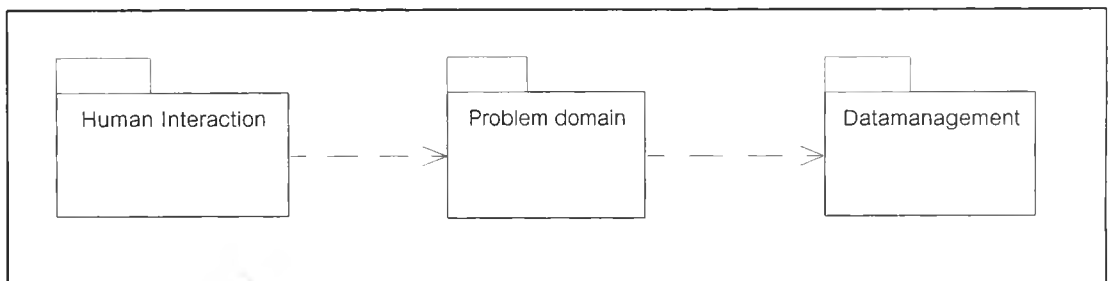 Human Interaction
Problem domain
Datamanagement